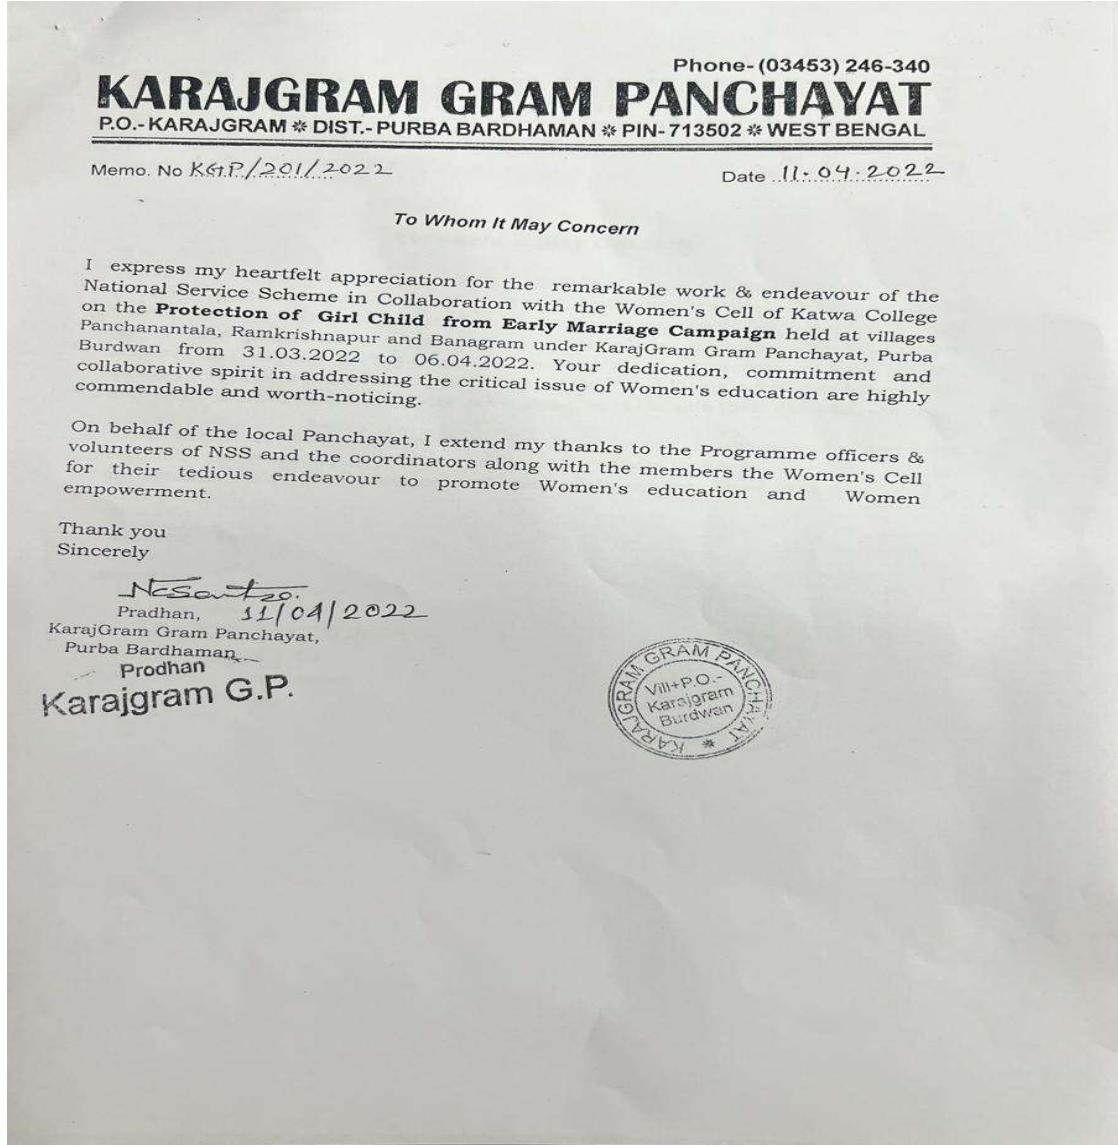 Phone- (03453) 246-340
KARAJGRAM GRAM PANCHAYAT
P.O.- KARAJGRAM ❊ DIST.- PURBA BARDHAMAN ❊ PIN- 713502 ❊ WEST BENGAL
Memo. No KG.P./201/2022
Date 11.04.2022
To Whom It May Concern
I express my heartfelt appreciation for the remarkable work & endeavour of the
National Service Scheme in Collaboration with the Women's Cell of Katwa College
on the Protection of Girl Child from Early Marriage Campaign held at villages
Panchanantala, Ramkrishnapur and Banagram under KarajGram Gram Panchayat, Purba
Burdwan from 31.03.2022 to 06.04.2022. Your dedication, commitment and
collaborative spirit in addressing the critical issue of Women's education are highly
commendable and worth-noticing.
On behalf of the local Panchayat, I extend my thanks to the Programme officers &
volunteers of NSS and the coordinators along with the members the Women's Cell
for their tedious endeavour to promote Women's education and Women
empowerment.
Thank you
Sincerely
Pradhan, 11/04/2022
KarajGram Gram Panchayat,
Purba Bardhaman
Prodhan
Karajgram G.P.
KARAJGRAM GRAM PANCHAYAT
Vill+P.O.-
Karajgram
Burdwan